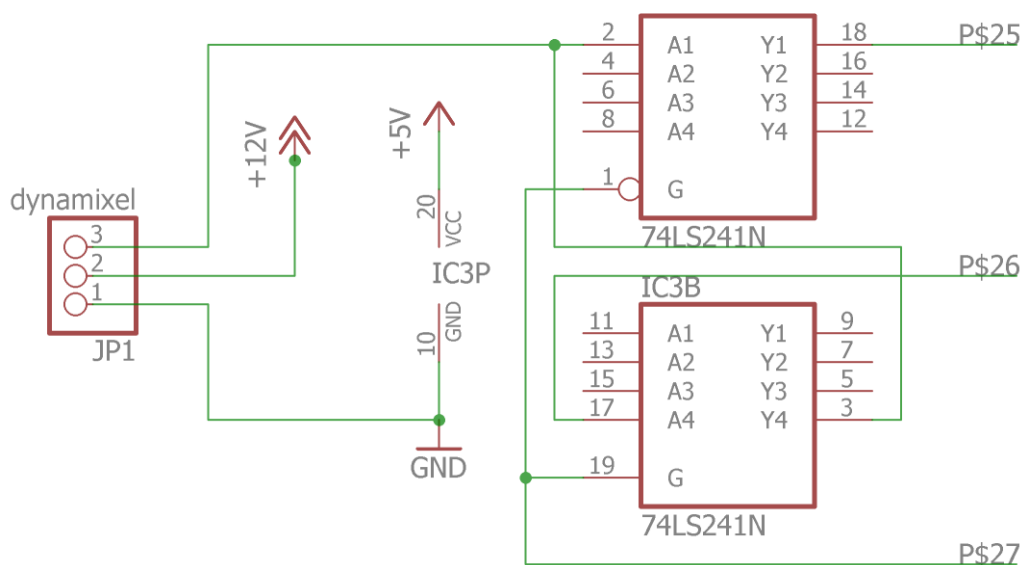 2 A1 Y1 18 P$25
4 A2 Y2 16
6 A3 Y3 14
8 A4 Y4 12
1 G
74LS241N
+12V
+5V
20
VCC
IC3P
10
GND
GND
dynamixel
3
2
1
JP1
P$26
IC3B
11 A1 Y1 9
13 A2 Y2 7
15 A3 Y3 5
17 A4 Y4 3
19 G
74LS241N
P$27